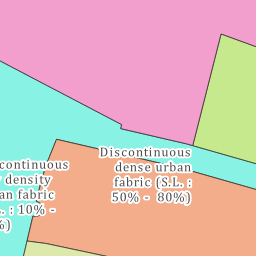 Discontinuous
dense urban
fabric (S.L. :
50% -  80%)
continuous
density
an fabric
. : 10% -
%)